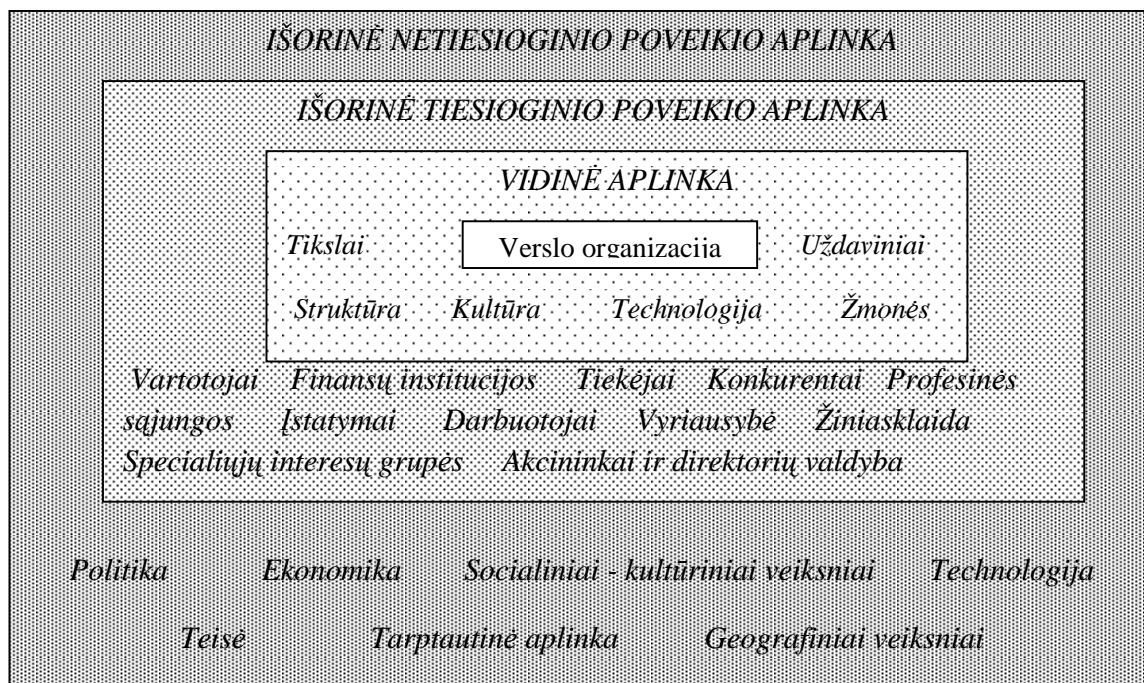 IŠORINĖ NETIESIOGINIO POVEIKIO APLINKA
IŠORINĖ TIESIOGINIO POVEIKIO APLINKA
VIDINĖ APLINKA
Tikslai Verslo organizacija Uždaviniai
Struktūra Kultūra Technologija Žmonės
Vartotojai Finansų institucijos Tiekėjai Konkurentai Profesinės
sąjungos Įstatymai Darbuotojai Vyriausybė Žiniasklaida
Specialiųjų interesų grupės Akcininkai ir direktorių valdyba
Politika Ekonomika Socialiniai - kultūriniai veiksniai Technologija
Teisė Tarptautinė aplinka Geografiniai veiksniai